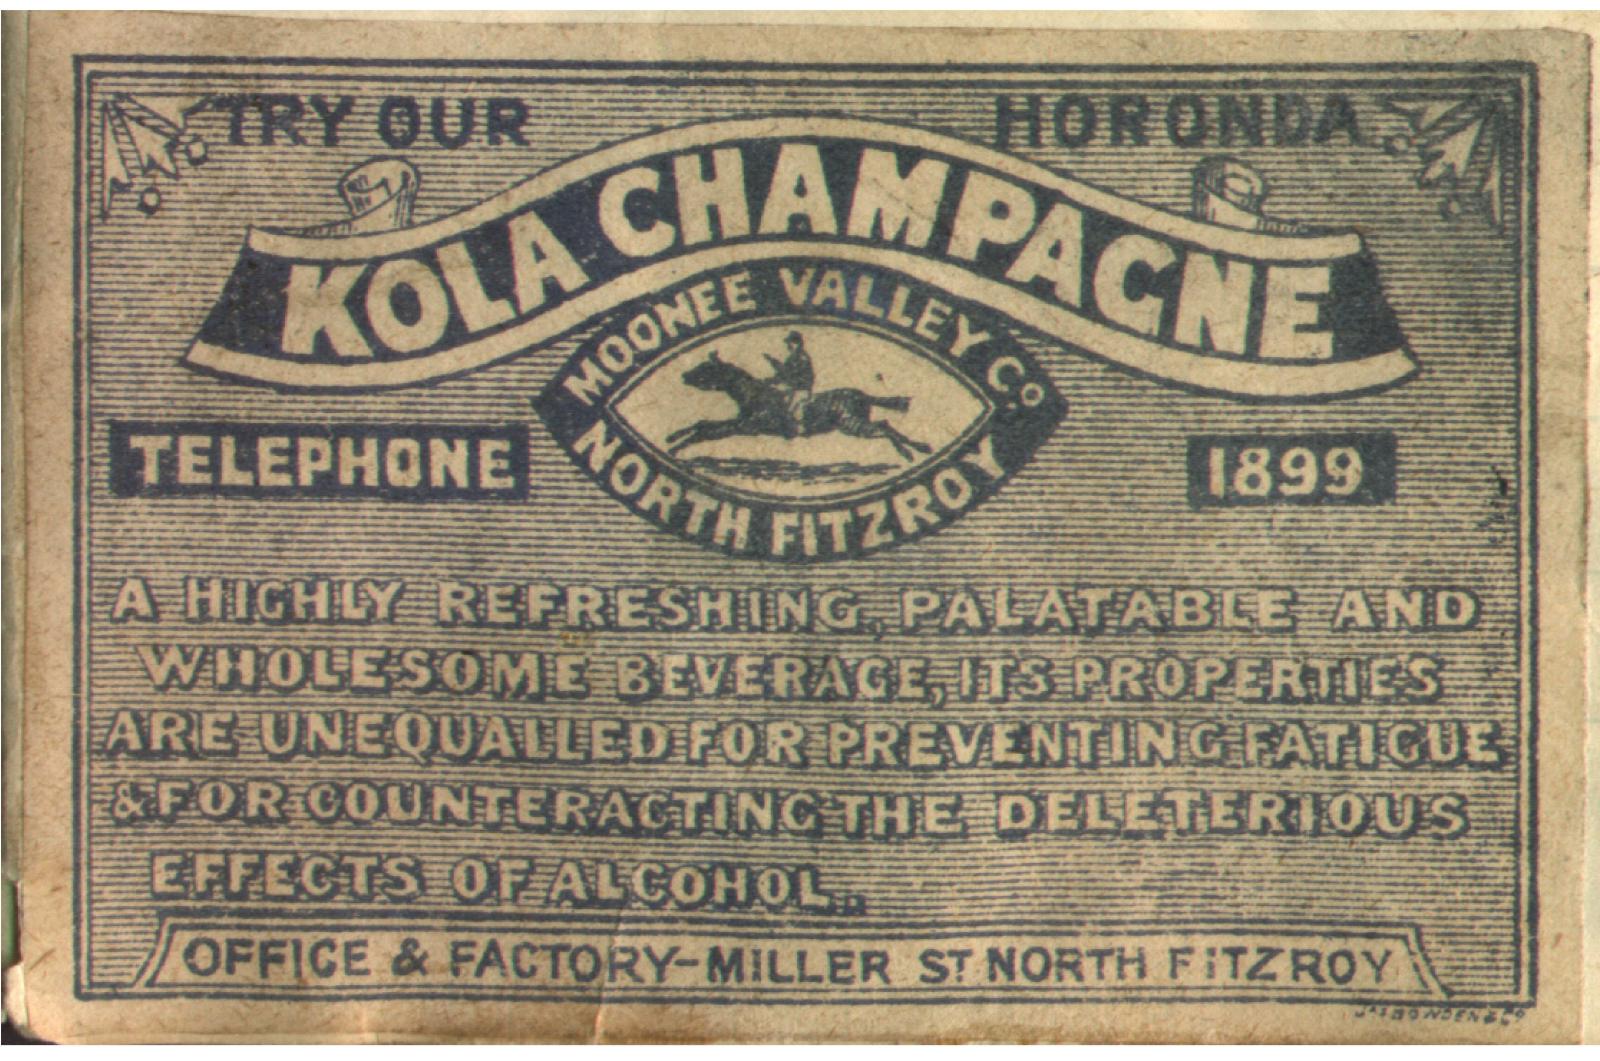 TRY OUR HORONDA
KOLA CHAMPAGNE
MOONEE VALLEY Co.
NORTH FITZROY
TELEPHONE 1899
A HIGHLY REFRESHING, PALATABLE AND
WHOLESOME BEVERAGE, ITS PROPERTIES
ARE UNEQUALLED FOR PREVENTING FATIGUE
& FOR COUNTERACTING THE DELETERIOUS
EFFECTS OF ALCOHOL..
OFFICE & FACTORY-MILLER ST NORTH FITZROY